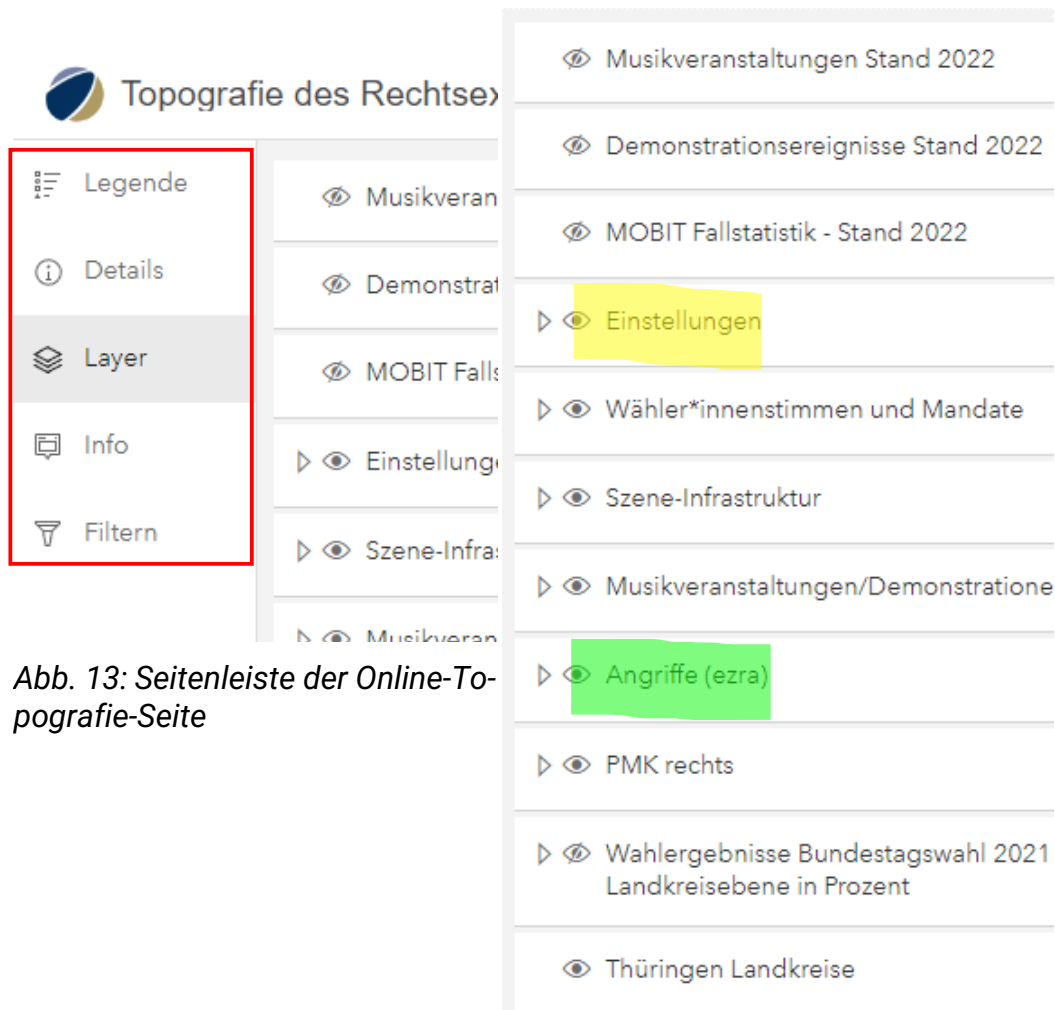 Topografie des Rechtsex
Legende
Details
Layer
Info
Filtern
Musikveran
Demonstrat
MOBIT Falls
Einstellunge
Szene-Infras
Musikveran
Abb. 13: Seitenleiste der Online-To-
pografie-Seite
Musikveranstaltungen Stand 2022
Demonstrationsereignisse Stand 2022
MOBIT Fallstatistik - Stand 2022
Einstellungen
Wähler*innenstimmen und Mandate
Szene-Infrastruktur
Musikveranstaltungen/Demonstratione
Angriffe (ezra)
PMK rechts
Wahlergebnisse Bundestagswahl 2021
Landkreisebene in Prozent
Thüringen Landkreise